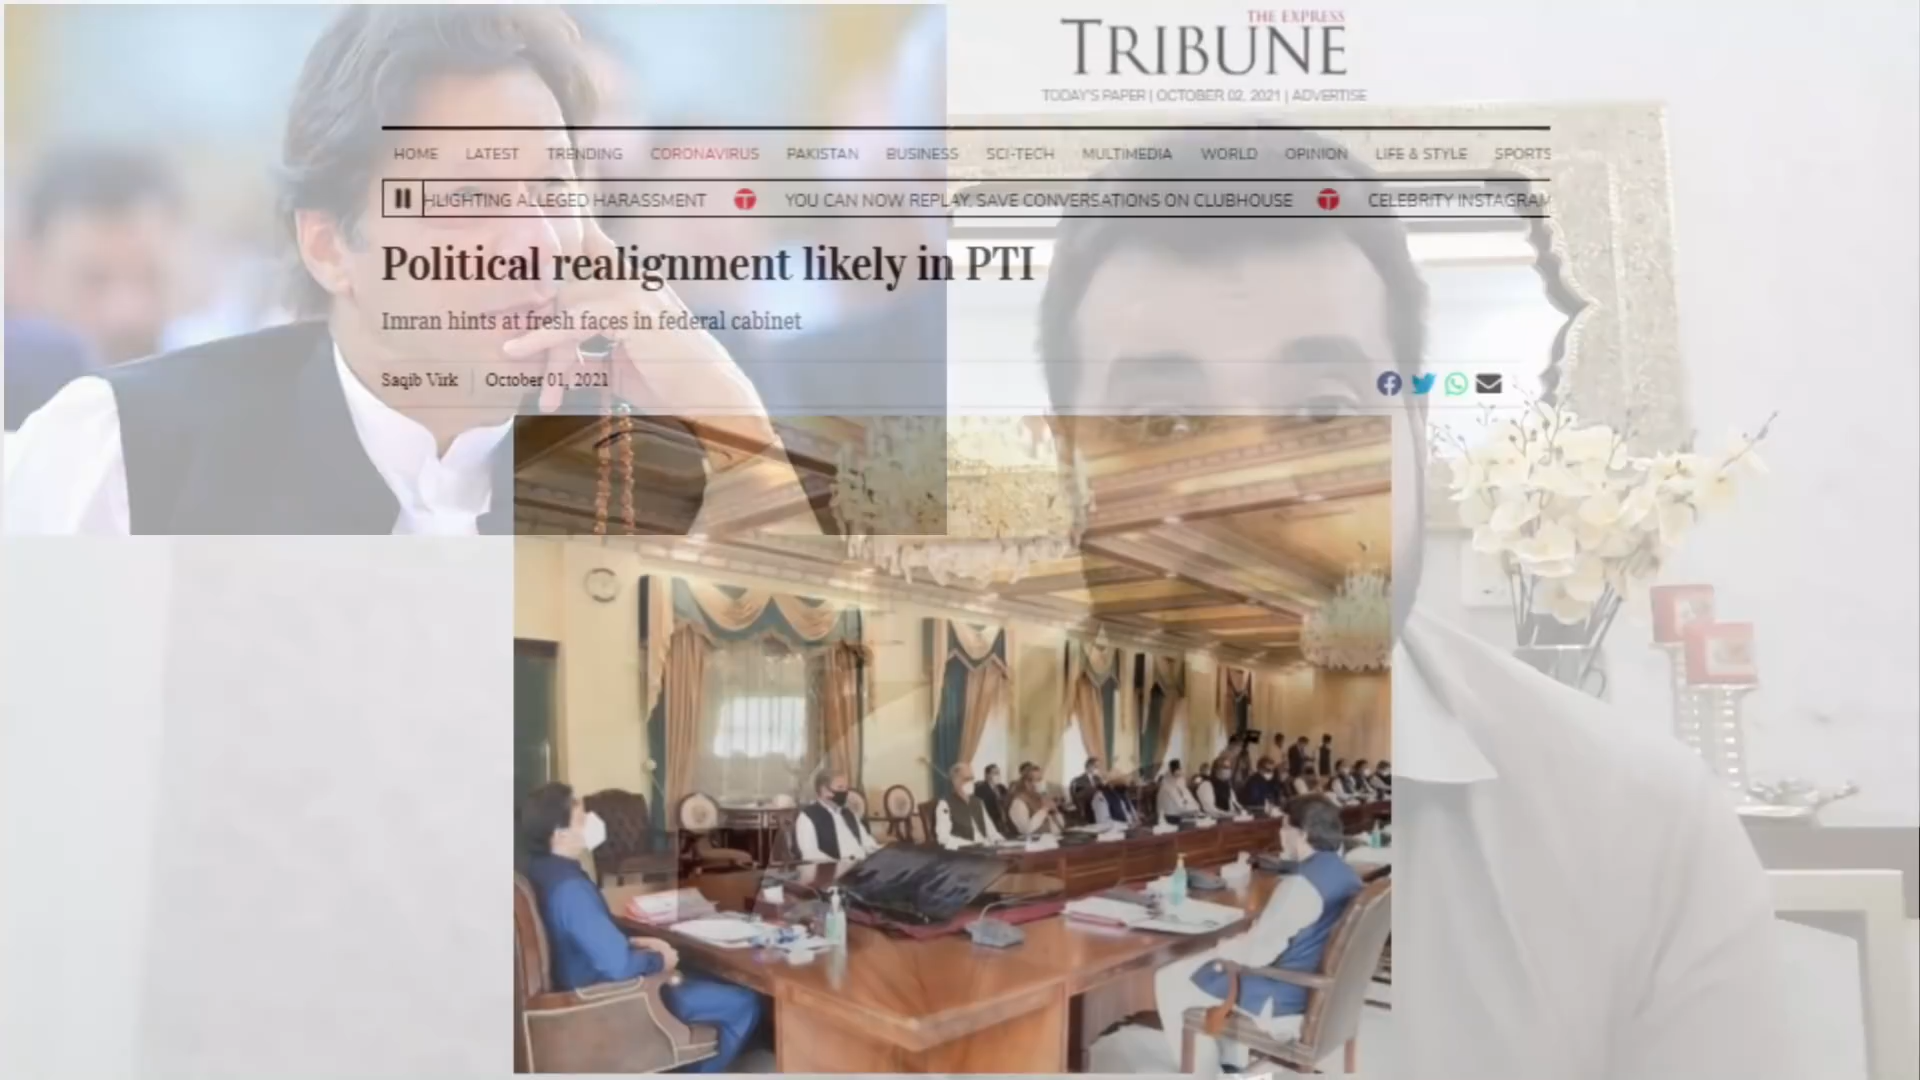 THE EXPRESS
TRIBUNE
TODAY'S PAPER | OCTOBER 02, 2021 | ADVERTISE
HOME LATEST TRENDING CORONAVIRUS PAKISTAN BUSINESS SCI-TECH MULTIMEDIA WORLD OPINION LIFE & STYLE SPORTS
HLIGHTING ALLEGED HARASSMENT YOU CAN NOW REPLAY, SAVE CONVERSATIONS ON CLUBHOUSE CELEBRITY INSTAGRAM
Political realignment likely in PTI
Imran hints at fresh faces in federal cabinet
Saqib Virk | October 01, 2021